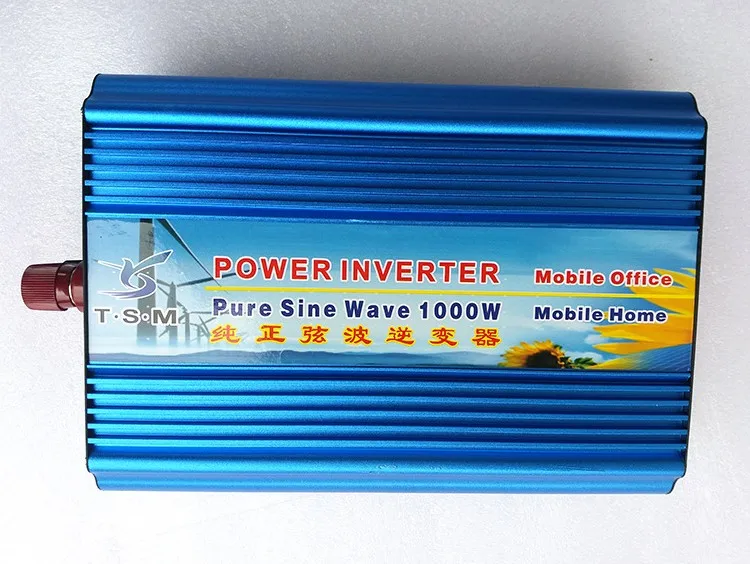 T·S·M
POWER INVERTER
Pure Sine Wave 1000W
纯正弦波逆变器
Mobile Office
Mobile Home